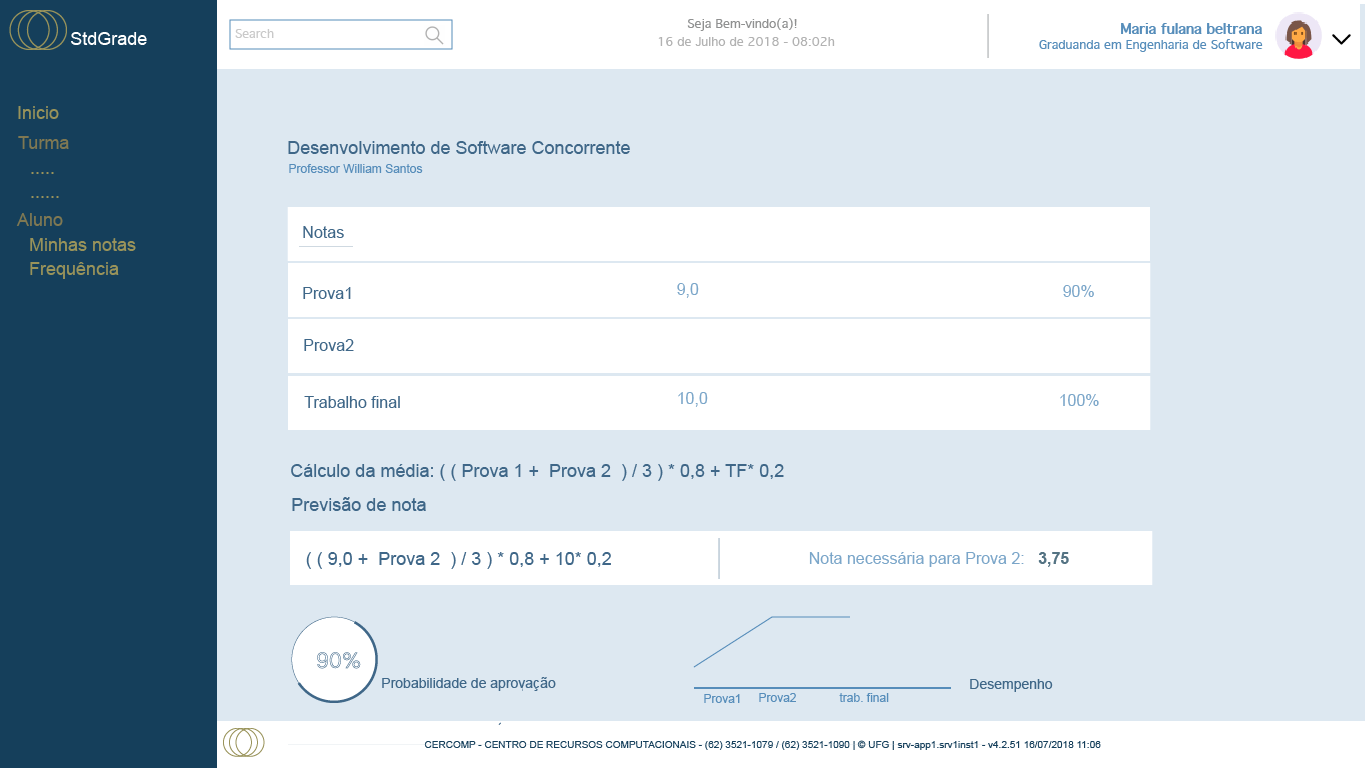 StdGrade
Search
Seja Bem-vindo(a)!
16 de Julho de 2018 - 08:02h
Maria fulana beltrana
Graduanda em Engenharia de Software
Inicio
Turma
.....
......
Aluno
Minhas notas
Frequência
Desenvolvimento de Software Concorrente
Professor William Santos
Notas
Prova1 9,0 90%
Prova2
Trabalho final 10,0 100%
Cálculo da média: ( ( Prova 1 + Prova 2 ) / 3 ) * 0,8 + TF* 0,2
Previsão de nota
( ( 9,0 + Prova 2 ) / 3 ) * 0,8 + 10* 0,2
Nota necessária para Prova 2: 3,75
90%
Probabilidade de aprovação
Prova1 Prova2 trab. final
Desempenho
CERCOMP - CENTRO DE RECURSOS COMPUTACIONAIS - (62) 3521-1079 / (62) 3521-1090 | © UFG | srv-app1.srv1inst1 - v4.2.51 16/07/2018 11:06